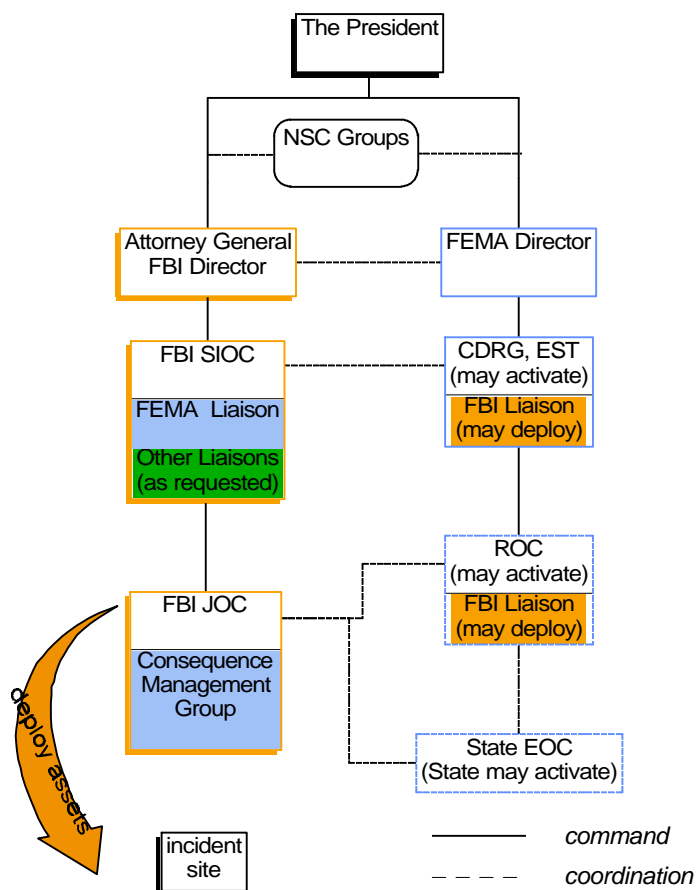 The President
NSC Groups
Attorney General
FBI Director
FEMA Director
FBI SIOC
FEMA Liaison
Other Liaisons
(as requested)
CDRG, EST
(may activate)
FBI Liaison
(may deploy)
ROC
(may activate)
FBI Liaison
(may deploy)
FBI JOC
Consequence
Management
Group
State EOC
(State may activate)
deploy assets
incident
site
command
coordination